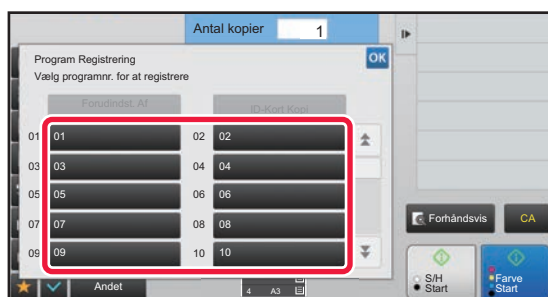 Antal kopier 1
Program Registrering
OK
Vælg programnr. for at registrere
Forudindst. Af
ID-Kort Kopi
01 01 02 02
03 03 04 04
05 05 06 06
07 07 08 08
09 09 10 10
Forhåndsvis
CA
Andet
4 A3
S/H
Start
Farve
Start